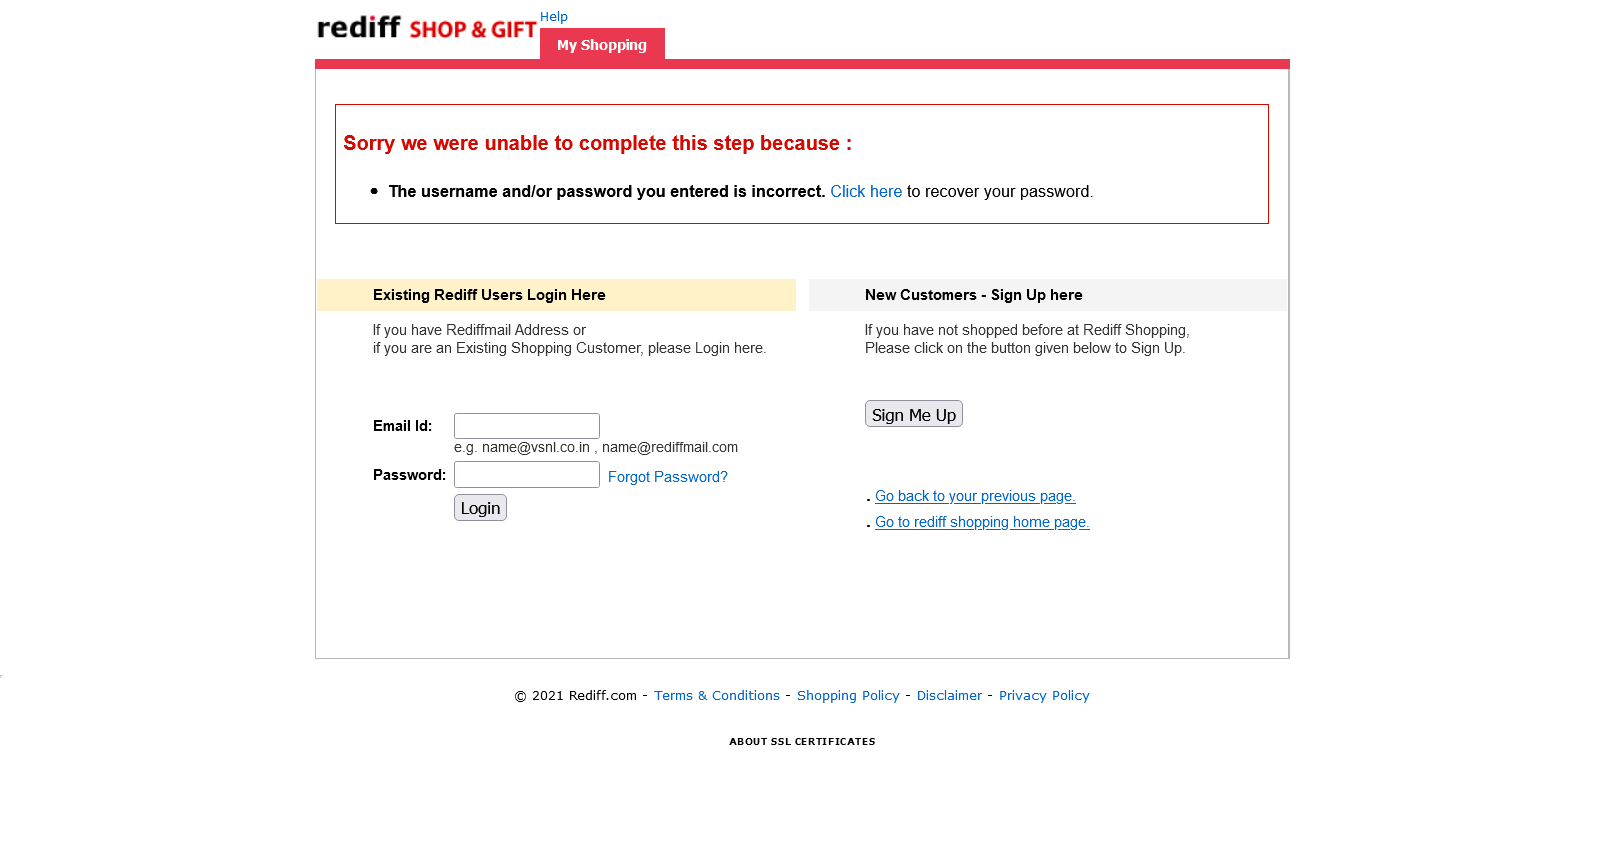 rediff SHOP & GIFT
Help
My Shopping
Sorry we were unable to complete this step because :
• The username and/or password you entered is incorrect. Click here to recover your password.
Existing Rediff Users Login Here
If you have Rediffmail Address or
if you are an Existing Shopping Customer, please Login here.
Email Id:
e.g. name@vsnl.co.in , name@rediffmail.com
Password:
Forgot Password?
Login
New Customers - Sign Up here
If you have not shopped before at Rediff Shopping,
Please click on the button given below to Sign Up.
Sign Me Up
. Go back to your previous page.
. Go to rediff shopping home page.
© 2021 Rediff.com - Terms & Conditions - Shopping Policy - Disclaimer - Privacy Policy
ABOUT SSL CERTIFICATES